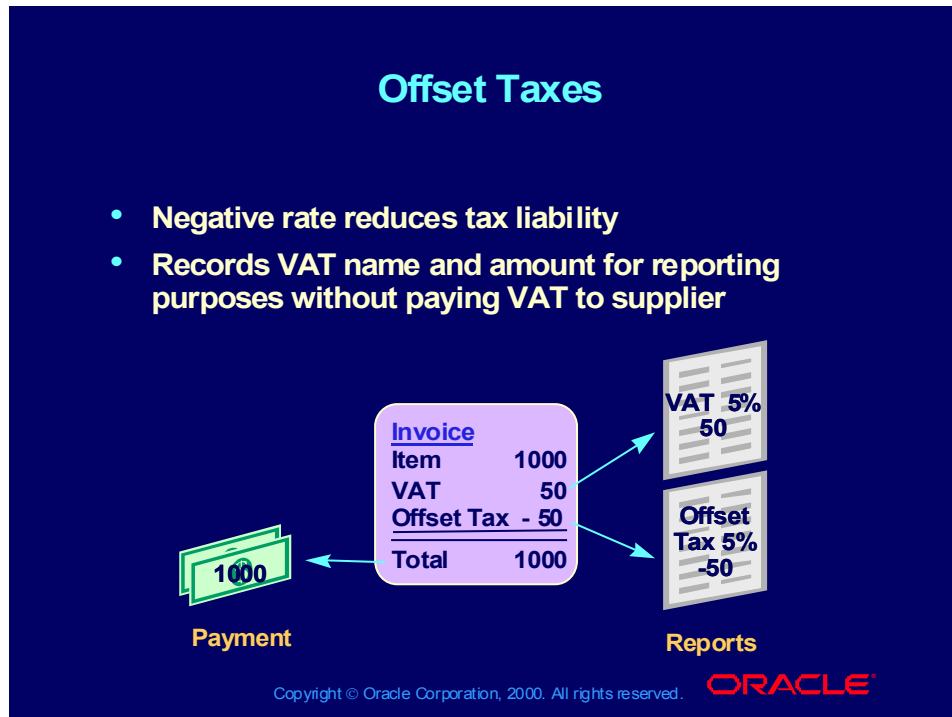 Offset Taxes
• Negative rate reduces tax liability
• Records VAT name and amount for reporting
purposes without paying VAT to supplier
Invoice
Item 1000
VAT 50
Offset Tax - 50
Total 1000
1000
Payment
VAT 5%
50
Offset
Tax 5%
-50
Reports
Copyright © Oracle Corporation, 2000. All rights reserved.
ORACLE®